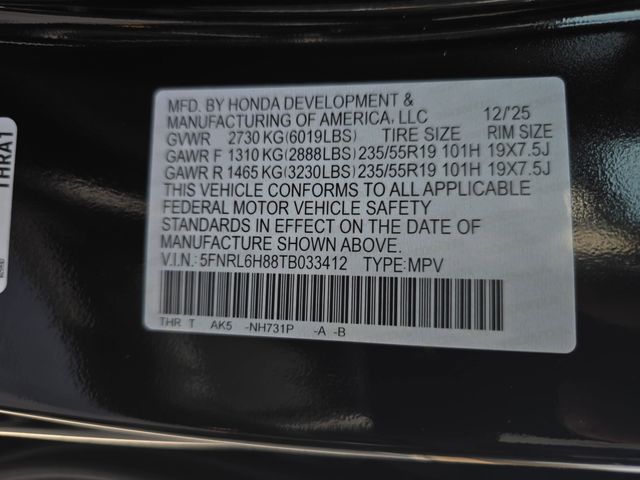 MFD. BY HONDA DEVELOPMENT &
MANUFACTURING OF AMERICA, LLC 12/'25
GVWR 2730 KG(6019LBS) TIRE SIZE RIM SIZE
GAWR F 1310 KG(2888LBS) 235/55R19 101H 19X7.5J
GAWR R 1465 KG(3230LBS) 235/55R19 101H 19X7.5J
THIS VEHICLE CONFORMS TO ALL APPLICABLE
FEDERAL MOTOR VEHICLE SAFETY
STANDARDS IN EFFECT ON THE DATE OF
MANUFACTURE SHOWN ABOVE.
V.I.N.: 5FNRL6H88TB033412 TYPE:MPV
THR T AK5 -NH731P -A -B
THRA1